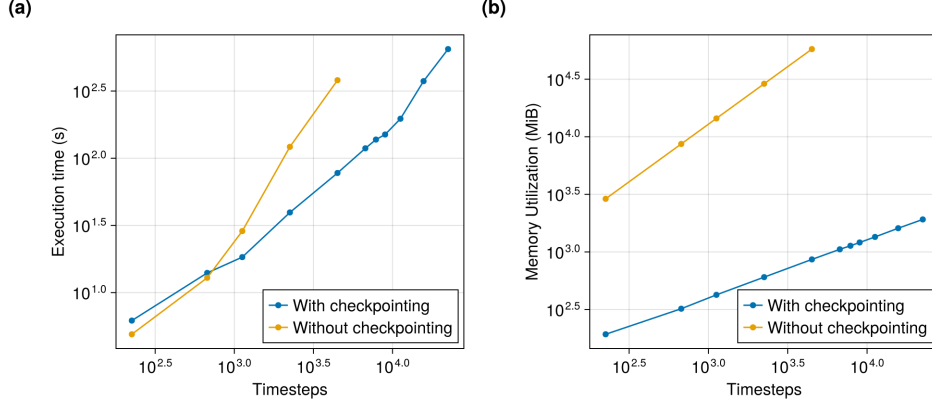 (a)
Execution time (s)
10^2.5
10^2.0
10^1.5
10^1.0
With checkpointing
Without checkpointing
10^2.5 10^3.0 10^3.5 10^4.0
Timesteps
(b)
Memory Utilization (MiB)
10^4.5
10^4.0
10^3.5
10^3.0
10^2.5
With checkpointing
Without checkpointing
10^2.5 10^3.0 10^3.5 10^4.0
Timesteps